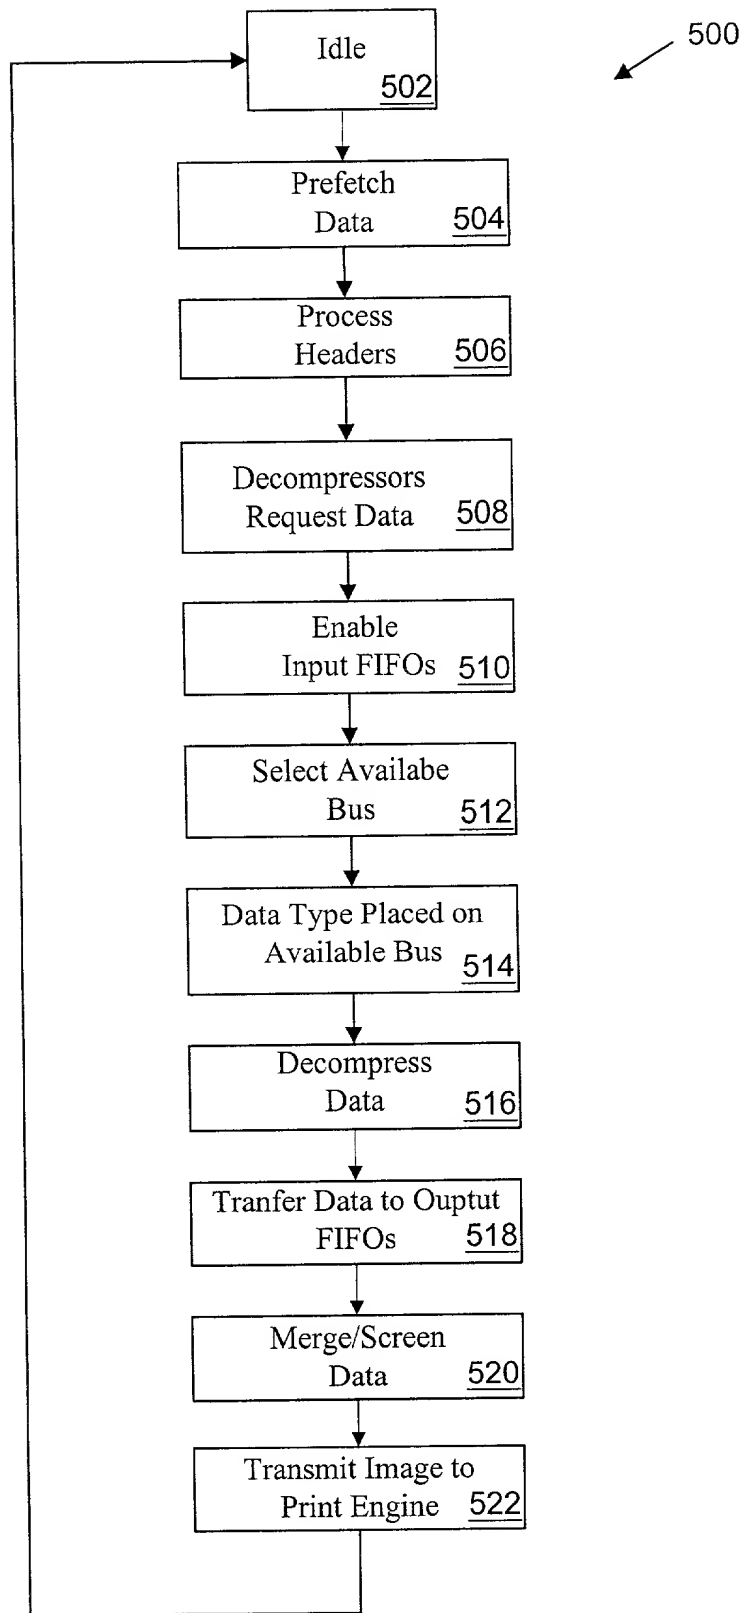 500
Idle
502
Prefetch
Data 504
Process
Headers 506
Decompressors
Request Data 508
Enable
Input FIFOs 510
Select Availabe
Bus 512
Data Type Placed on
Available Bus 514
Decompress
Data 516
Tranfer Data to Ouptut
FIFOs 518
Merge/Screen
Data 520
Transmit Image to
Print Engine 522